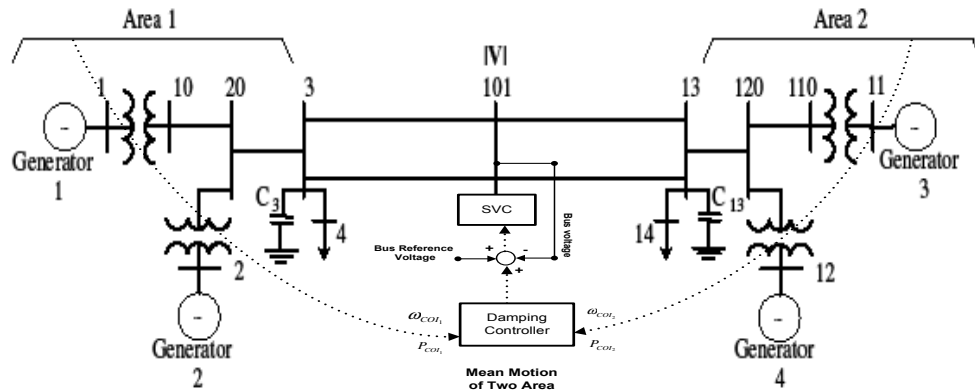 Area 1
Area 2
|V|
1
10
20
3
101
13
120
110
11
Generator
1
Generator
3
C 3
4
SVC
Bus voltage
14
C 13
Bus Reference
Voltage
+
-
+
2
12
Generator
2
Generator
4
ωCOI1
PCOI1
Damping
Controller
ωCOI2
PCOI2
Mean Motion
of Two Area